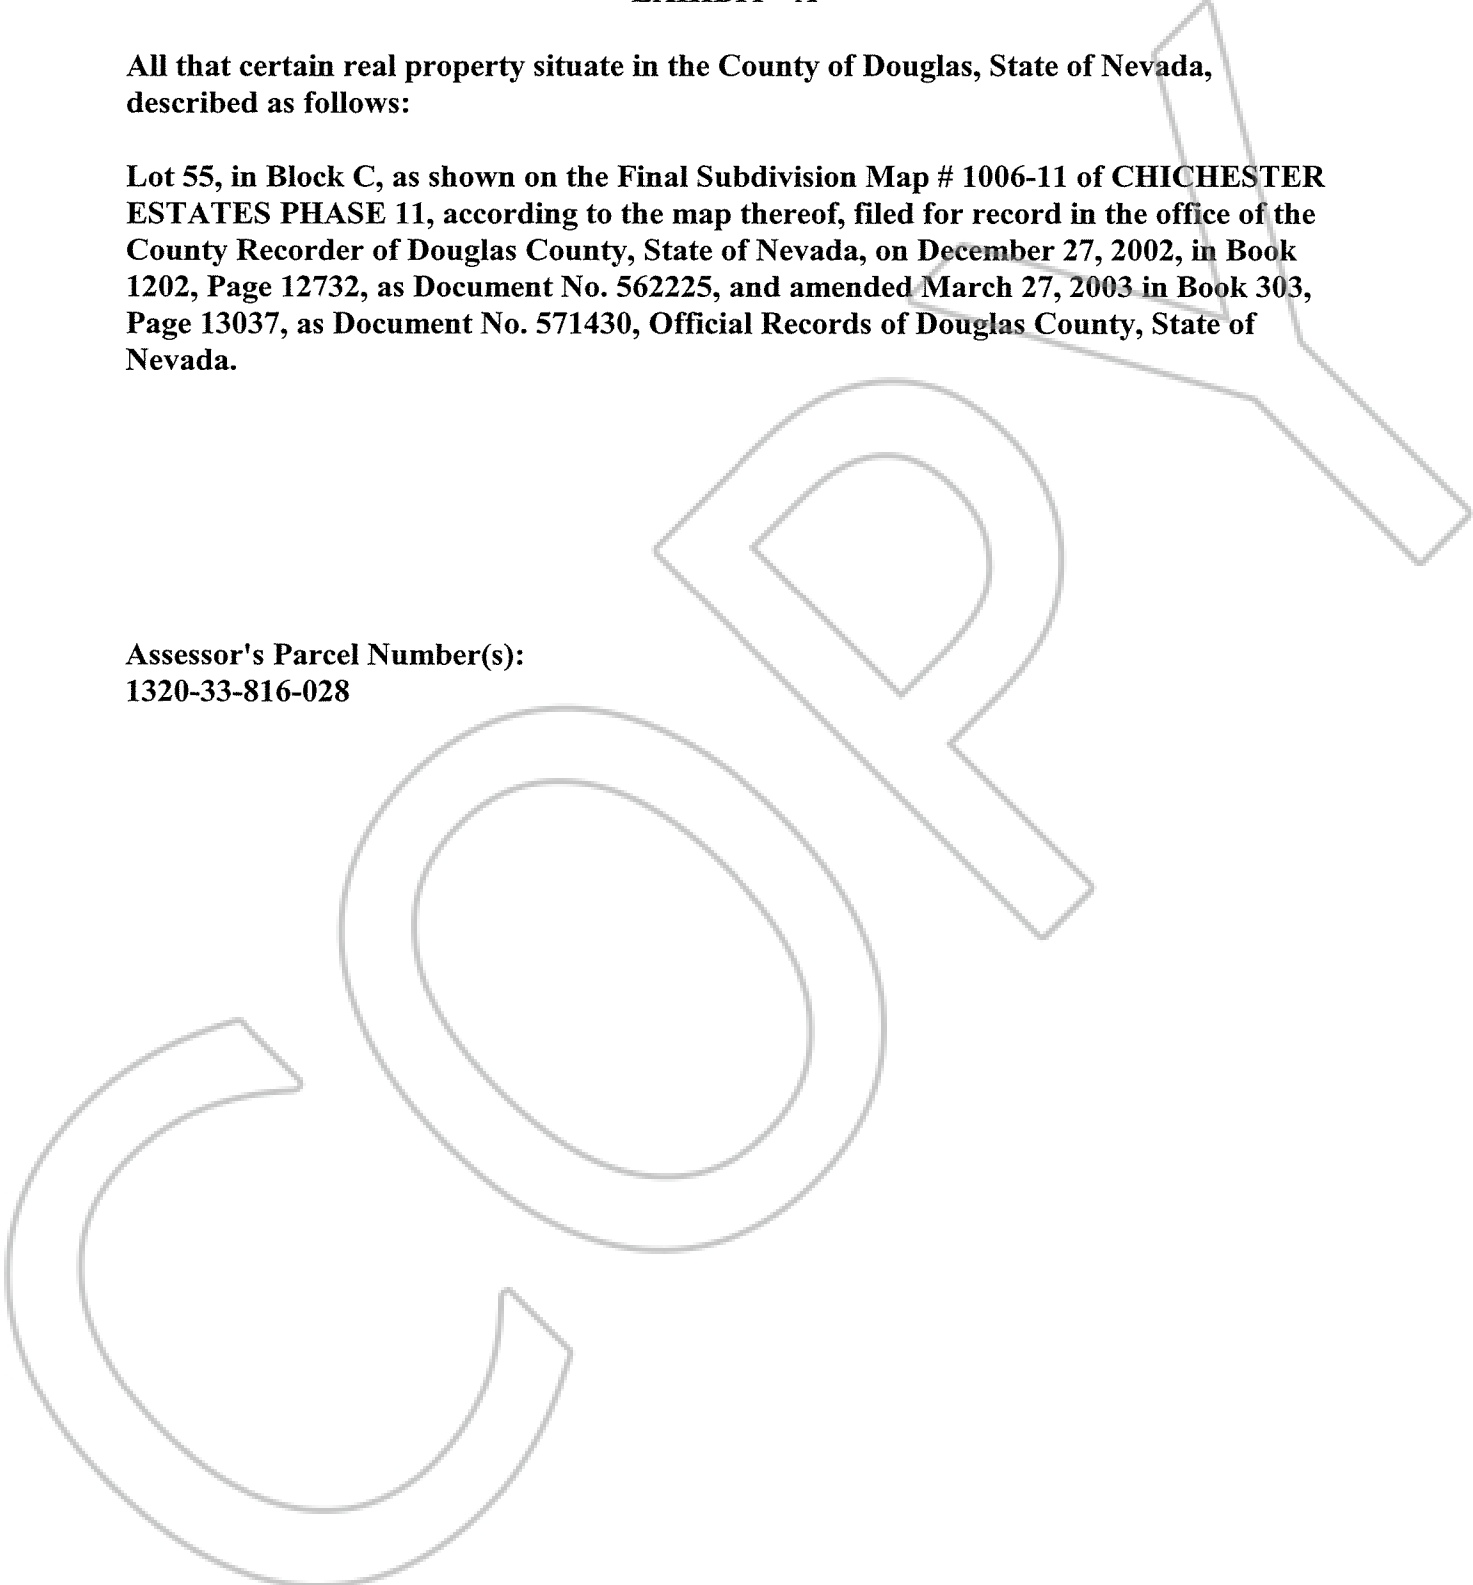 All that certain real property situate in the County of Douglas, State of Nevada,
described as follows:
Lot 55, in Block C, as shown on the Final Subdivision Map # 1006-11 of CHICHESTER
ESTATES PHASE 11, according to the map thereof, filed for record in the office of the
County Recorder of Douglas County, State of Nevada, on December 27, 2002, in Book
1202, Page 12732, as Document No. 562225, and amended March 27, 2003 in Book 303,
Page 13037, as Document No. 571430, Official Records of Douglas County, State of
Nevada.
Assessor's Parcel Number(s):
1320-33-816-028
COPY